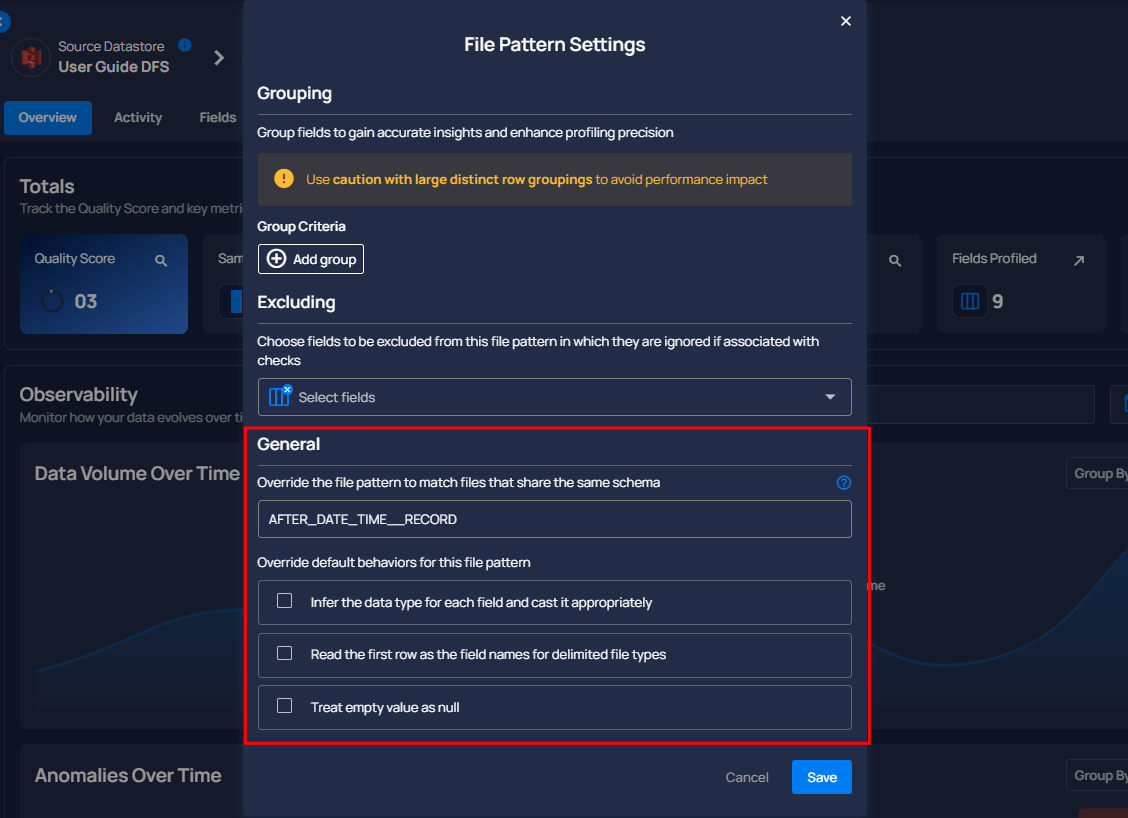 File Pattern Settings
Source Datastore
User Guide DFS
Overview
Activity
Fields
Totals
Track the Quality Score and key metri
Quality Score
03
Sam
Fields Profiled
9
Observability
Monitor how your data evolves over ti
Data Volume Over Time
Group By
me
Anomalies Over Time
Group By
Grouping
Group fields to gain accurate insights and enhance profiling precision
Use caution with large distinct row groupings to avoid performance impact
Group Criteria
Add group
Excluding
Choose fields to be excluded from this file pattern in which they are ignored if associated with
checks
Select fields
General
Override the file pattern to match files that share the same schema
AFTER_DATE_TIME__RECORD
Override default behaviors for this file pattern
Infer the data type for each field and cast it appropriately
Read the first row as the field names for delimited file types
Treat empty value as null
Cancel
Save